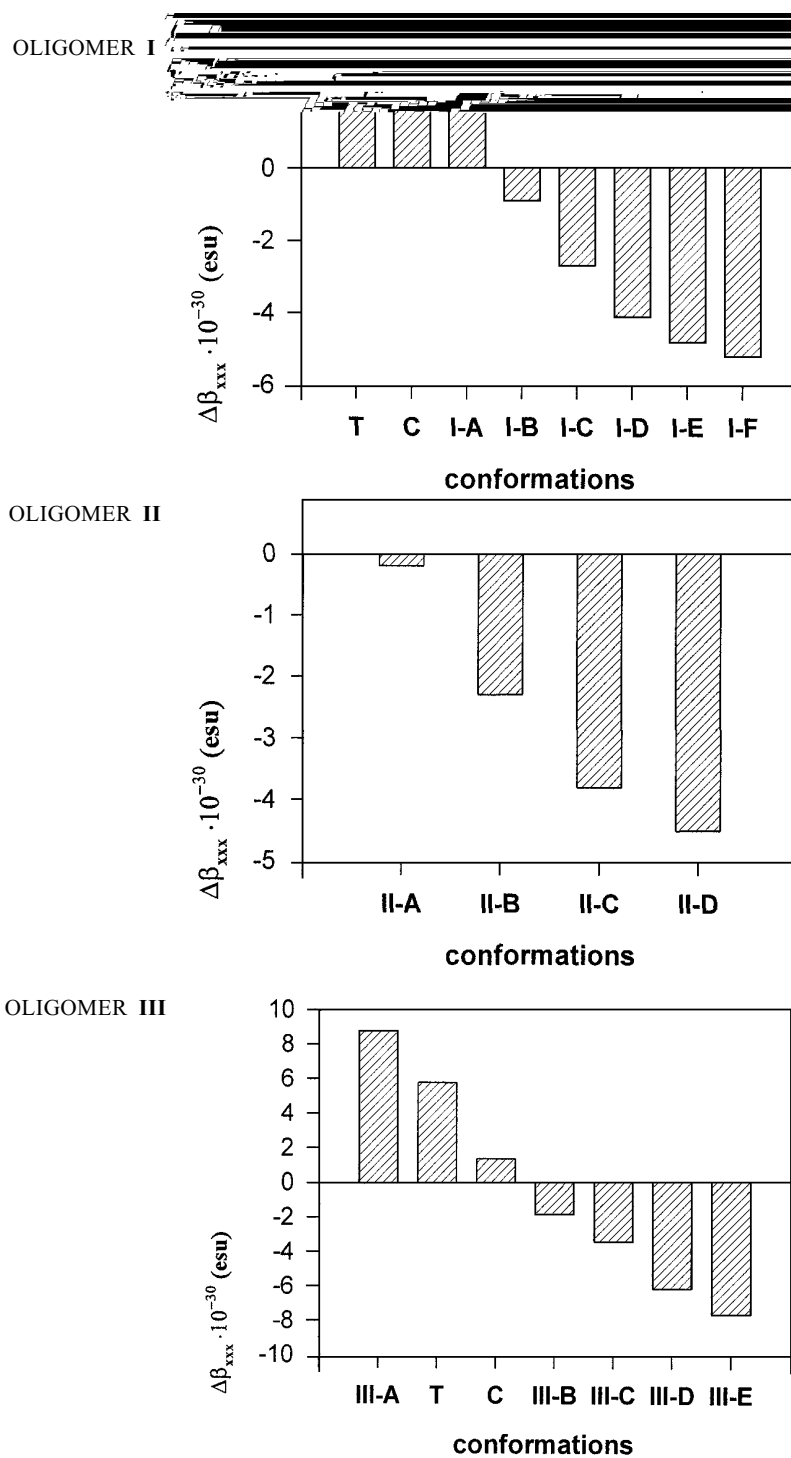 OLIGOMER I
0
-2
-4
-6
Δβxxx ·10⁻³⁰ (esu)
T C I-A I-B I-C I-D I-E I-F
conformations
OLIGOMER II
0
-1
-2
-3
-4
-5
Δβxxx ·10⁻³⁰ (esu)
II-A II-B II-C II-D
conformations
OLIGOMER III
10
8
6
4
2
0
-2
-4
-6
-8
-10
Δβxxx ·10⁻³⁰ (esu)
III-A T C III-B III-C III-D III-E
conformations